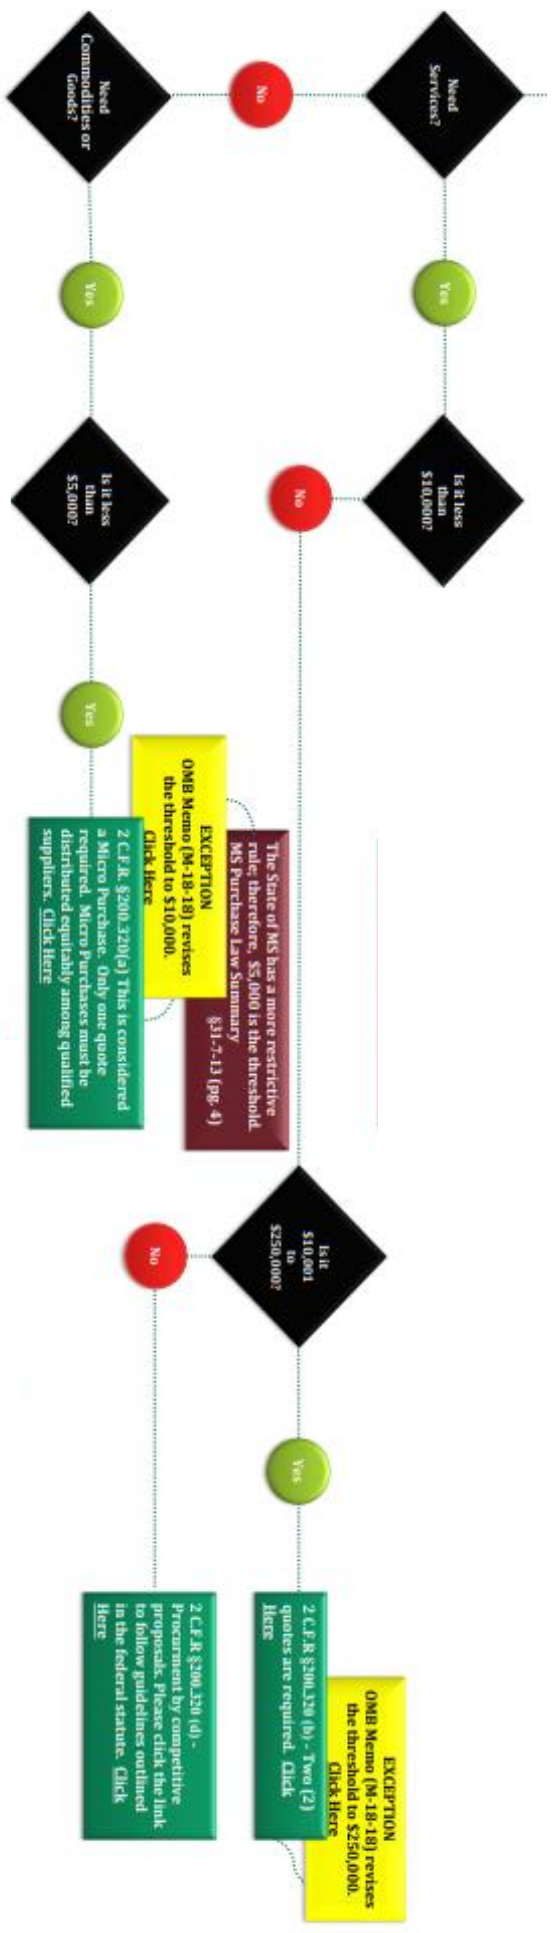 Need
Services?
Yes
Is it less
than
$10,000?
No
Is it
$10,001
to
$250,000?
Yes
EXCEPTION
OMB Memo (M-18-18) revises
the threshold to $250,000.
Click Here
2 C.F.R §200.320 (b) - Two (2)
quotes are required. Click
Here
No
2 C.F.R §200.320 (d) -
Procurment by competitive
proposals. Please click the link
to follow guidelines outlined
in the federal statute. Click
Here
No
Need
Commodities or
Goods?
Yes
Is it less
than
$5,000?
Yes
The State of MS has a more restrictive
rule; therefore, $5,000 is the threshold.
MS Purchase Law Summary
§31-7-13 (pg. 4)
EXCEPTION
OMB Memo (M-18-18) revises
the threshold to $10,000.
Click Here
2 C.F.R §200.320(a) This is considered
a Micro Purchase. Only one quote
required. Micro Purchases must be
distributed equitably among qualified
suppliers. Click Here